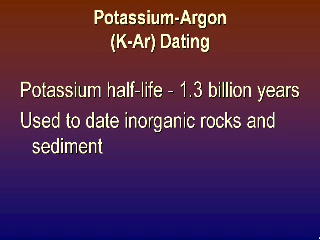 Potassium-Argon
(K-Ar) Dating
Potassium half-life - 1.3 billion years
Used to date inorganic rocks and
sediment